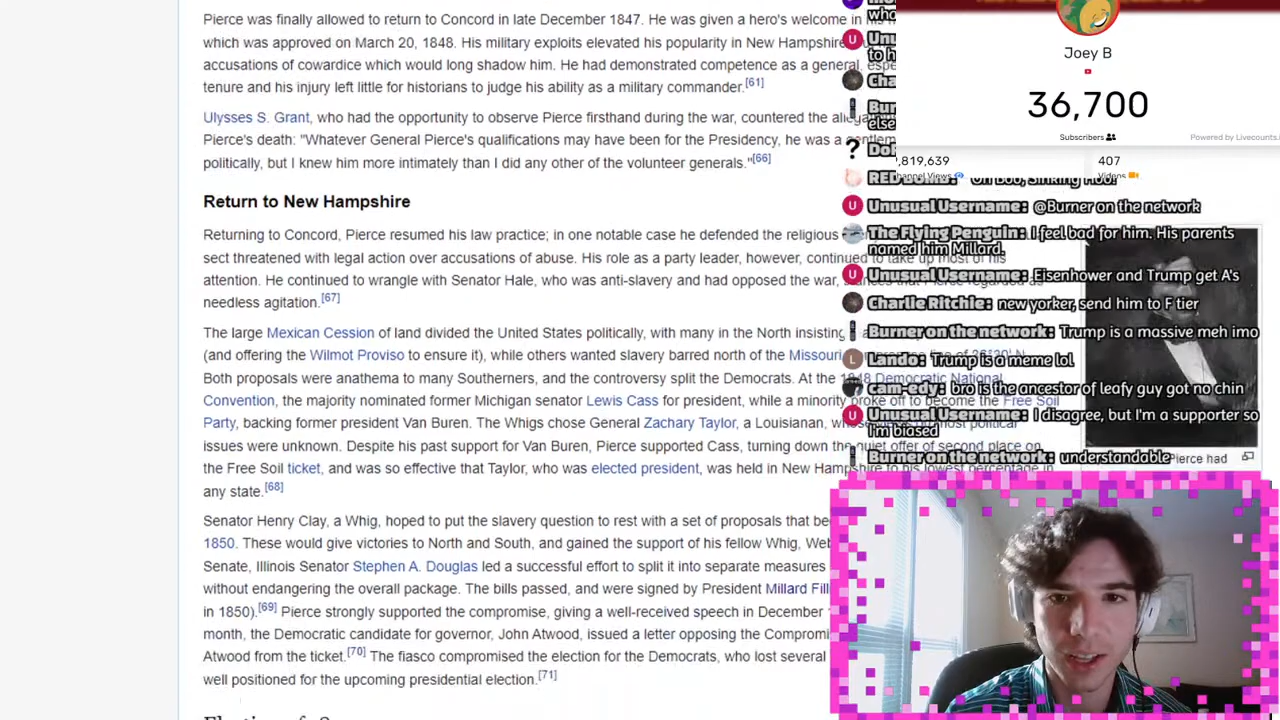 Pierce was finally allowed to return to Concord in late December 1847. He was given a hero's welcome in his
which was approved on March 20, 1848. His military exploits elevated his popularity in New Hampshire
accusations of cowardice which would long shadow him. He had demonstrated competence as a general,
tenure and his injury left little for historians to judge his ability as a military commander.[61]
Ulysses S. Grant, who had the opportunity to observe Pierce firsthand during the war, countered the
Pierce's death: "Whatever General Pierce's qualifications may have been for the Presidency, he was a
politically, but I knew him more intimately than I did any other of the volunteer generals."[66]
Return to New Hampshire
Returning to Concord, Pierce resumed his law practice; in one notable case he defended the religious
sect threatened with legal action over accusations of abuse. His role as a party leader, however, continued to take up most of his
attention. He continued to wrangle with Senator Hale, who was anti-slavery and had opposed the war, stances that Pierce regarded as
needless agitation.[67]
The large Mexican Cession of land divided the United States politically, with many in the North insisting
(and offering the Wilmot Proviso to ensure it), while others wanted slavery barred north of the Missouri
Both proposals were anathema to many Southerners, and the controversy split the Democrats. At the 1848 Democratic National
Convention, the majority nominated former Michigan senator Lewis Cass for president, while a minority broke off to become the Free Soil
Party, backing former president Van Buren. The Whigs chose General Zachary Taylor, a Louisianan, whose most political
issues were unknown. Despite his past support for Van Buren, Pierce supported Cass, turning down the quiet offer of second place on
the Free Soil ticket, and was so effective that Taylor, who was elected president, was held in New Hampshire to his lowest percentage in
any state.[68]
Senator Henry Clay, a Whig, hoped to put the slavery question to rest with a set of proposals that
1850. These would give victories to North and South, and gained the support of his fellow Whig,
Senate, Illinois Senator Stephen A. Douglas led a successful effort to split it into separate measures
without endangering the overall package. The bills passed, and were signed by President Millard
in 1850).[69] Pierce strongly supported the compromise, giving a well-received speech in December
month, the Democratic candidate for governor, John Atwood, issued a letter opposing the
Atwood from the ticket.[70] The fiasco compromised the election for the Democrats, who lost several
well positioned for the upcoming presidential election.[71]
Joey B
36,700
Subscribers
Powered by Livecounts.
,819,639
Channel Views
407
Videos
to h
else
RED
Oh Boo, Sinking
Unusual Username: @Burner on the network
The Flying Penguin: I feel bad for him. His parents
named him Millard.
Unusual Username: Eisenhower and Trump get A's
Charlie Ritchie: new yorker, send him to F tier
Burner on the network: Trump is a massive meh imo
Lando: Trump is a meme lol
Cam-edy: bro is the ancestor of leafy guy got no chin
Unusual Username: I disagree, but I'm a supporter so
I'm biased
Burner on the network: understandable
Pierce had